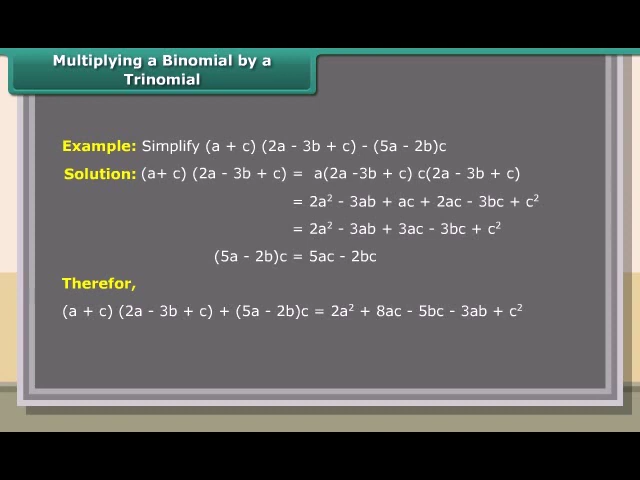 Multiplying a Binomial by a
Trinomial
Example: Simplify (a + c) (2a - 3b + c) - (5a - 2b)c
Solution: (a+ c) (2a - 3b + c) = a(2a -3b + c) c(2a - 3b + c)
= 2a² - 3ab + ac + 2ac - 3bc + c²
= 2a² - 3ab + 3ac - 3bc + c²
(5a - 2b)c = 5ac - 2bc
Therefor,
(a + c) (2a - 3b + c) + (5a - 2b)c = 2a² + 8ac - 5bc - 3ab + c²